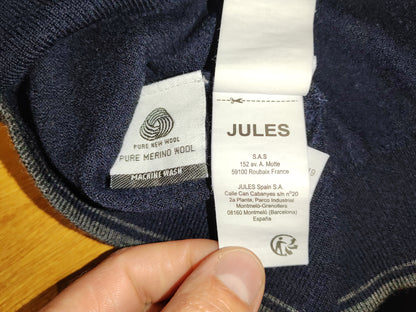 PURE NEW WOOL
PURE MERINO WOOL
MACHINE WASH
JULES
S.A.S
152 av. A. Motte
59100 Roubaix France
JULES Spain S.A.
Calle Can Cabanyes s/n nº20
2a Planta, Parco Industrial
Montmeló-Granollers
08160 Montmeló (Barcelona)
España